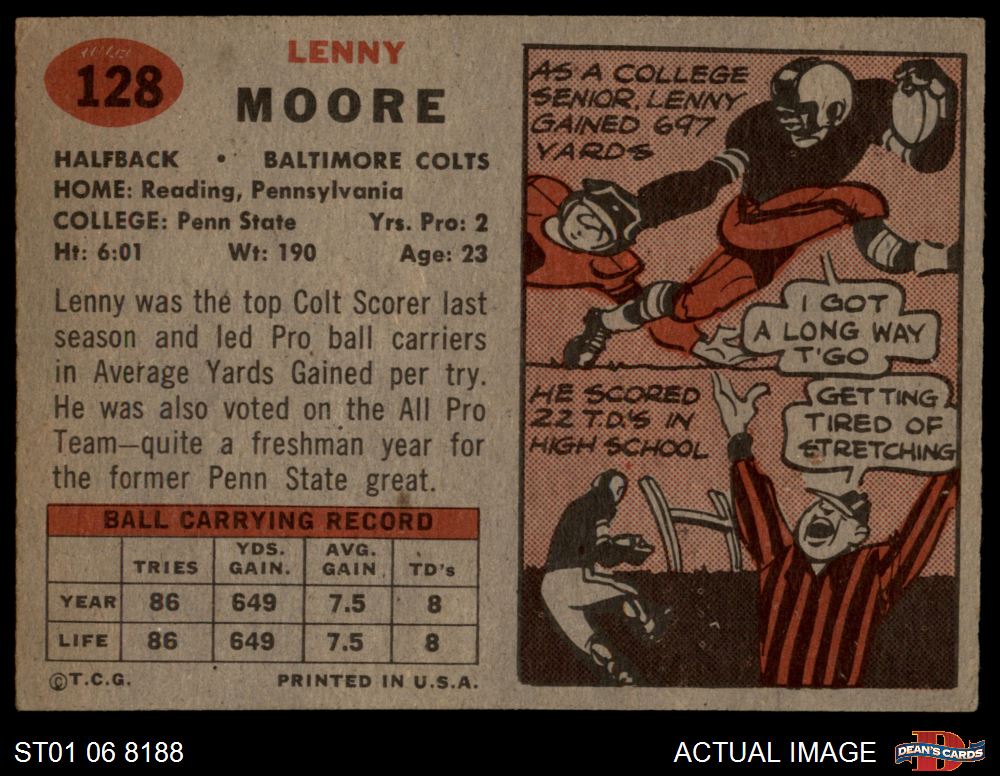 128
LENNY
MOORE
HALFBACK • BALTIMORE COLTS
HOME: Reading, Pennsylvania
COLLEGE: Penn State Yrs. Pro: 2
Ht: 6:01 Wt: 190 Age: 23
Lenny was the top Colt Scorer last
season and led Pro ball carriers
in Average Yards Gained per try.
He was also voted on the All Pro
Team—quite a freshman year for
the former Penn State great.
BALL CARRYING RECORD
TRIES YDS. GAIN. AVG. GAIN TD's
YEAR 86 649 7.5 8
LIFE 86 649 7.5 8
©T.C.G. PRINTED IN U.S.A.
AS A COLLEGE
SENIOR, LENNY
GAINED 697
YARDS
I GOT
A LONG WAY
T'GO
HE SCORED
22 T.D.'S IN
HIGH SCHOOL
GETTING
TIRED OF
STRETCHING
ST01 06 8188
ACTUAL IMAGE
DEAN'S CARDS